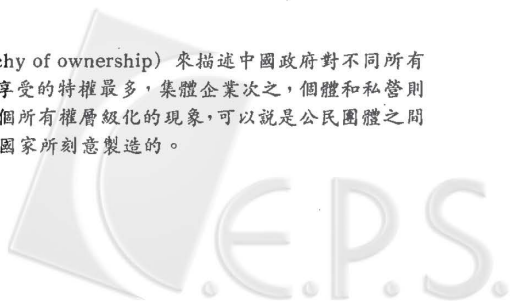 hy of ownership) 來描述中國政府對不同所有
享受的特權最多，集體企業次之，個體和私營則
個所有權層級化的現象，可以說是公民團體之間
國家所刻意製造的。
C.E.P.S.